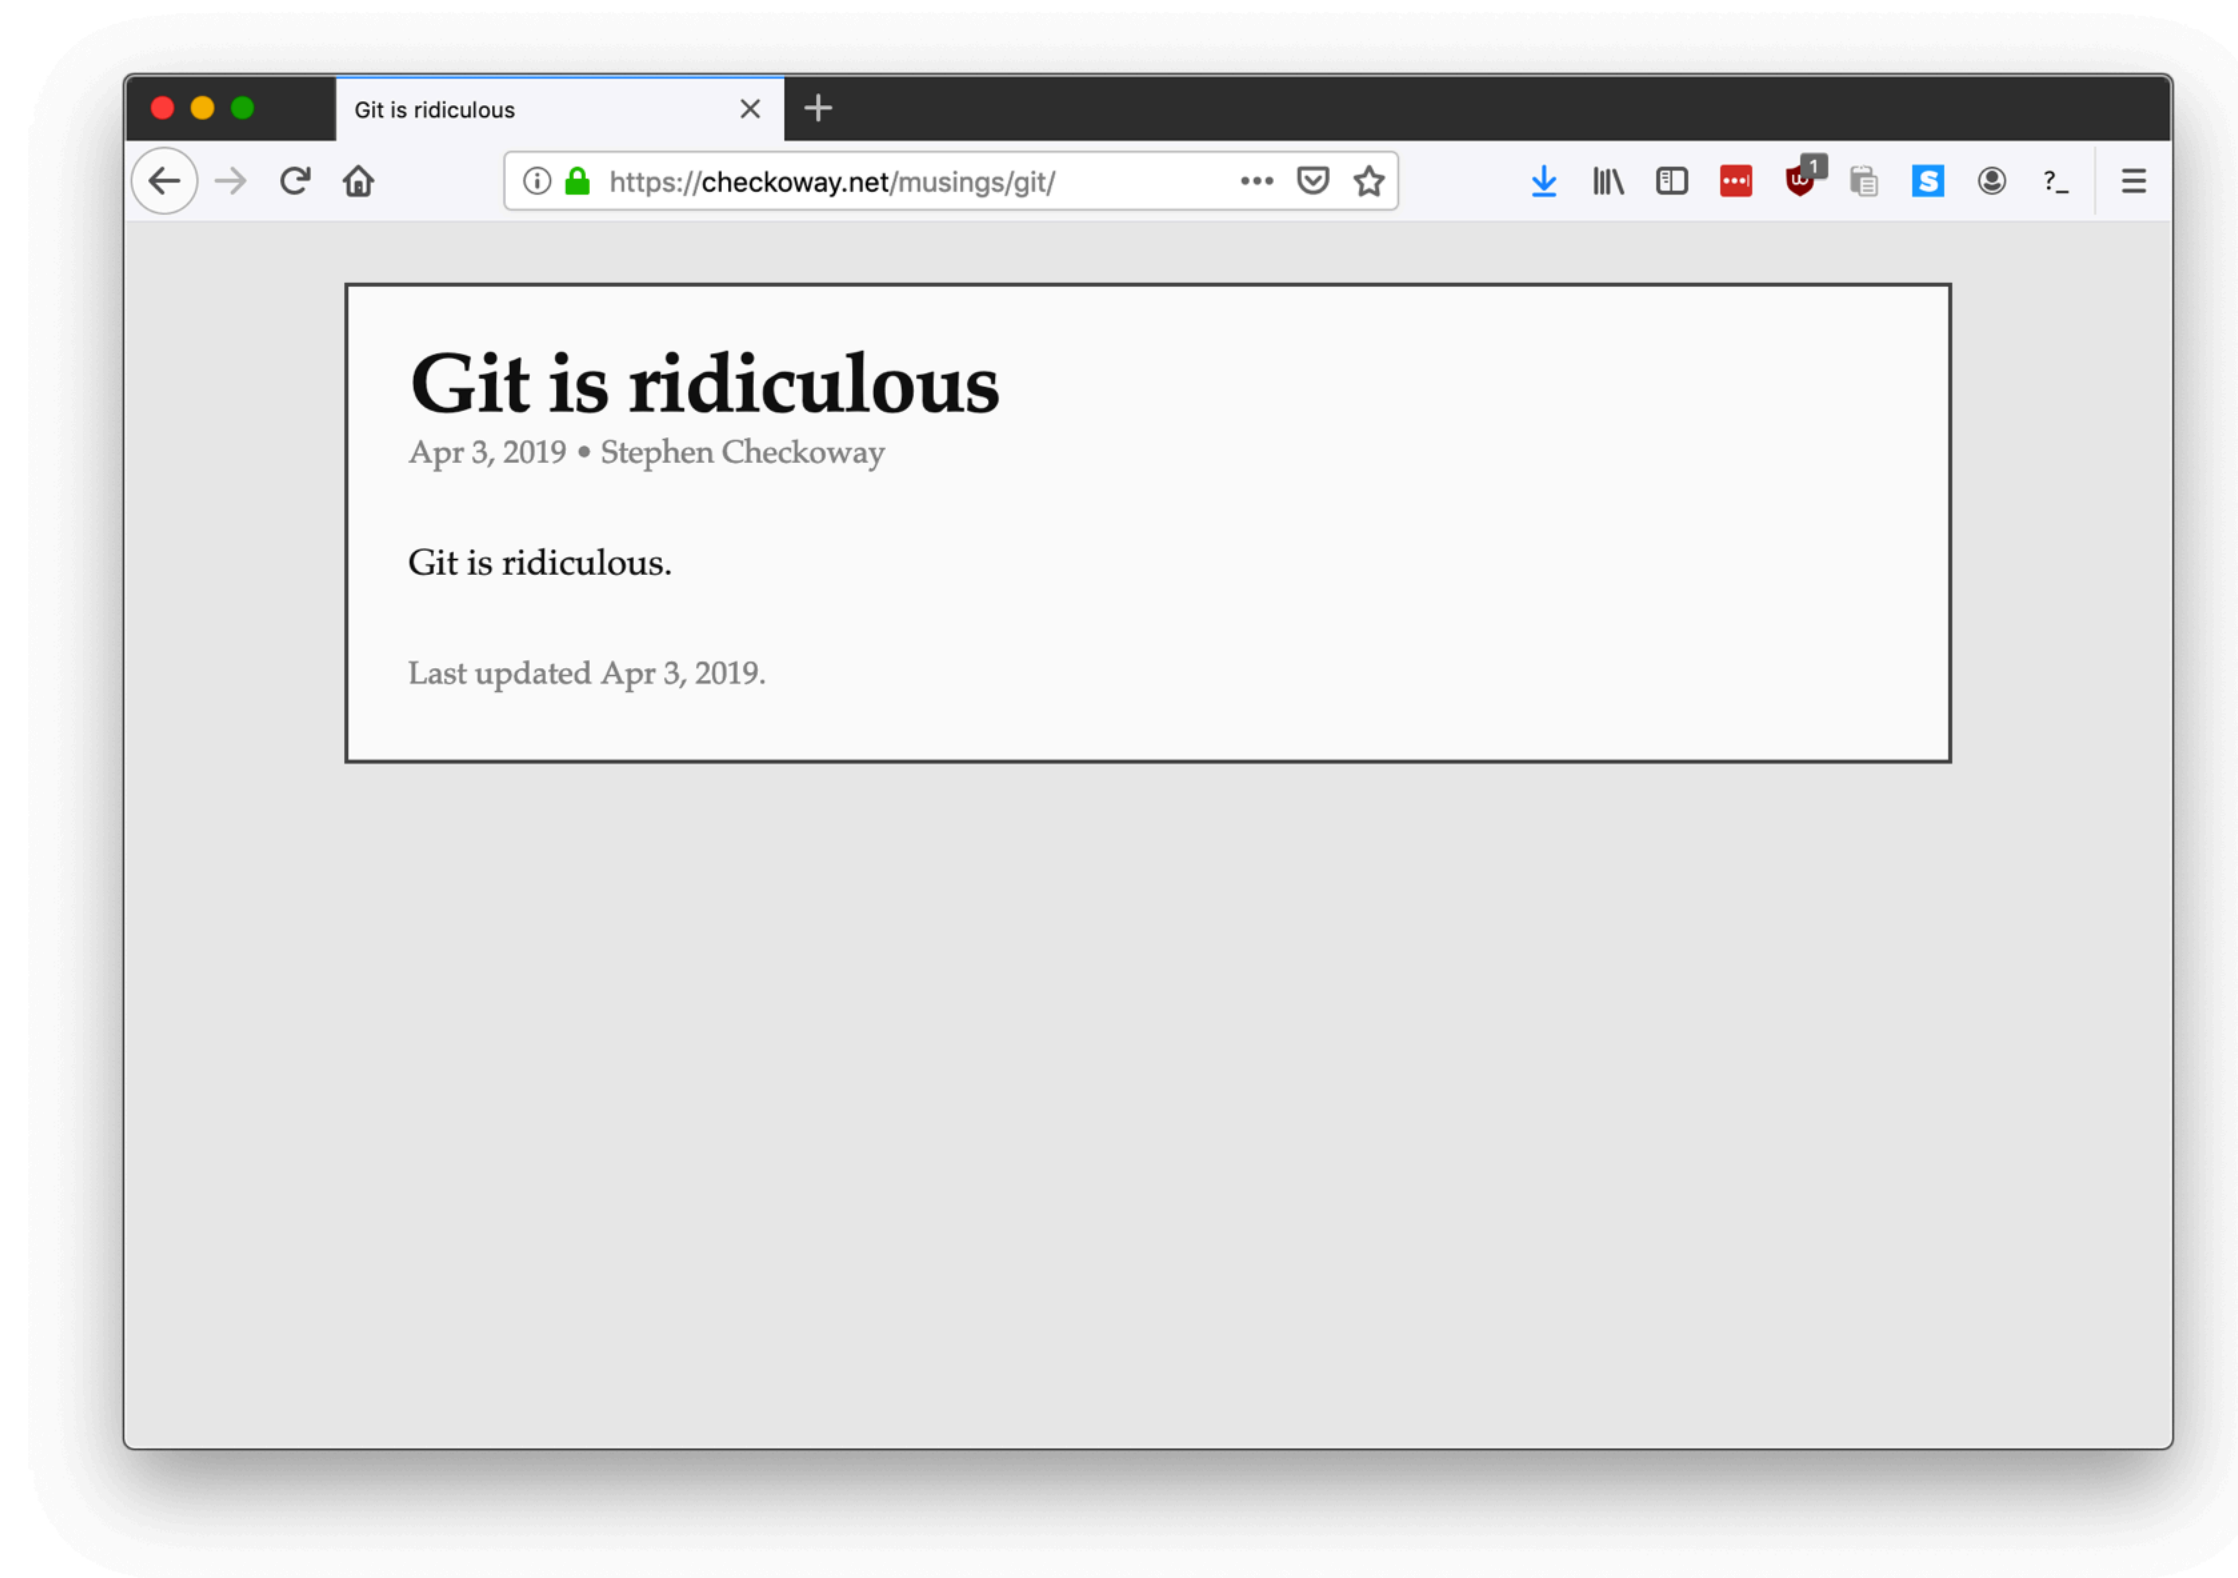 Git is ridiculous
https://checkoway.net/musings/git/
1
S
?_
Git is ridiculous
Apr 3, 2019 • Stephen Checkoway
Git is ridiculous.
Last updated Apr 3, 2019.